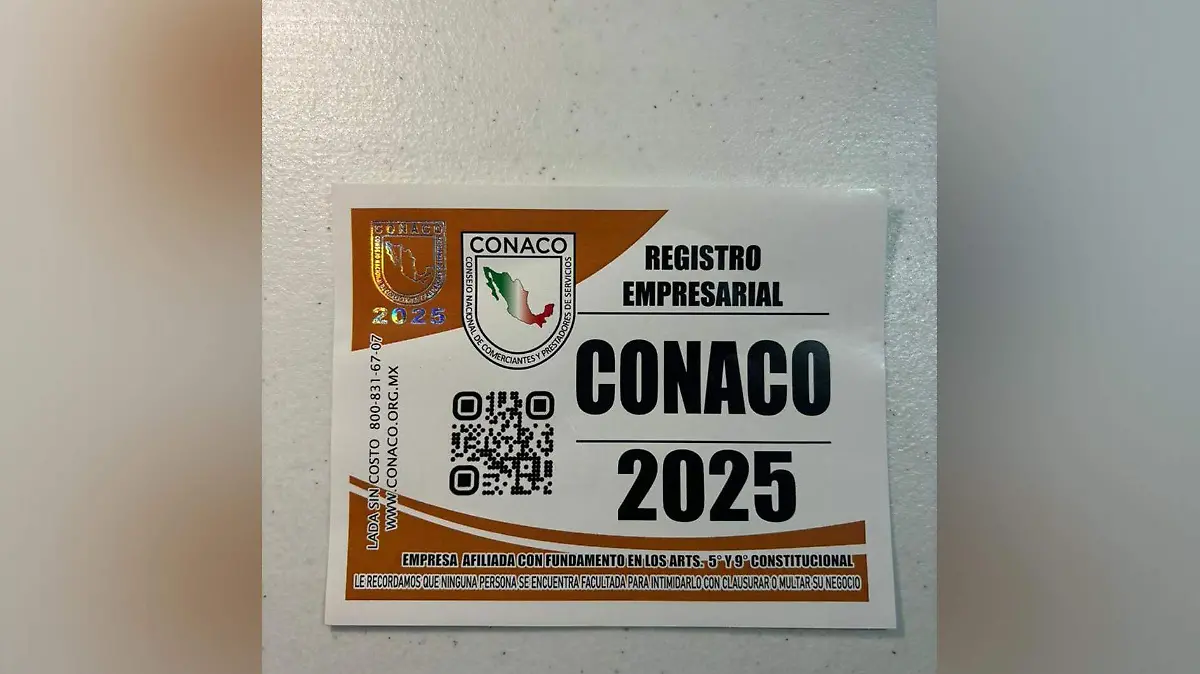 CONACO
2025
CONACO
CONSEJO NACIONAL DE COMERCIANTES Y PRESTADORES DE SERVICIOS
REGISTRO
EMPRESARIAL
CONACO
2025
LADA SIN COSTO 800-831-67-07
WWW.CONACO.ORG.MX
EMPRESA AFILIADA CON FUNDAMENTO EN LOS ARTS. 5° Y 9° CONSTITUCIONAL
LE RECORDAMOS QUE NINGUNA PERSONA SE ENCUENTRA FACULTADA PARA INTIMIDARLO CON CLAUSURAR O MULTAR SU NEGOCIO